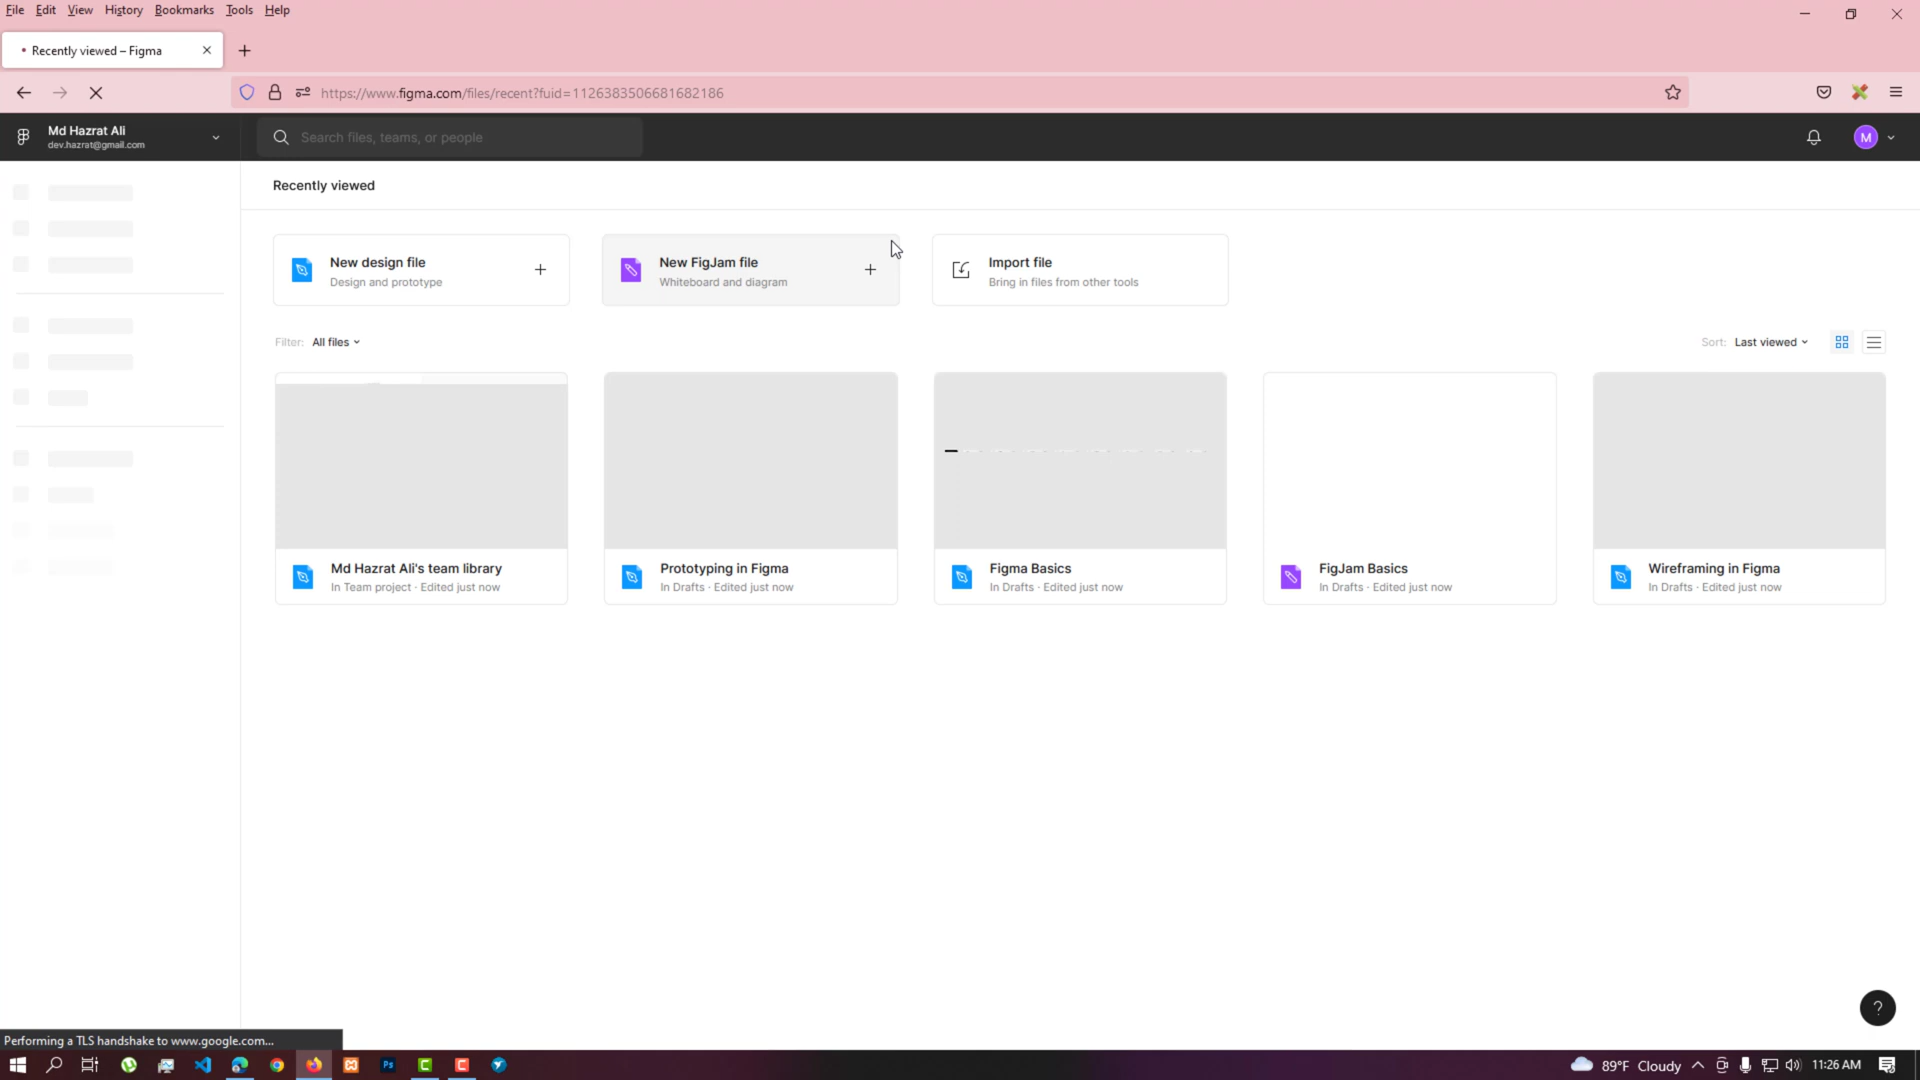 File Edit View History Bookmarks Tools Help
Recently viewed – Figma
https://www.figma.com/files/recent?fuid=1126383506681682186
Md Hazrat Ali
dev.hazrat@gmail.com
Search files, teams, or people
M
Recently viewed
New design file
Design and prototype
New FigJam file
Whiteboard and diagram
Import file
Bring in files from other tools
Filter: All files
Sort: Last viewed
Md Hazrat Ali's team library
In Team project · Edited just now
Prototyping in Figma
In Drafts · Edited just now
Figma Basics
In Drafts · Edited just now
FigJam Basics
In Drafts · Edited just now
Wireframing in Figma
In Drafts · Edited just now
?
Performing a TLS handshake to www.google.com...
Ps
89°F Cloudy
11:26 AM